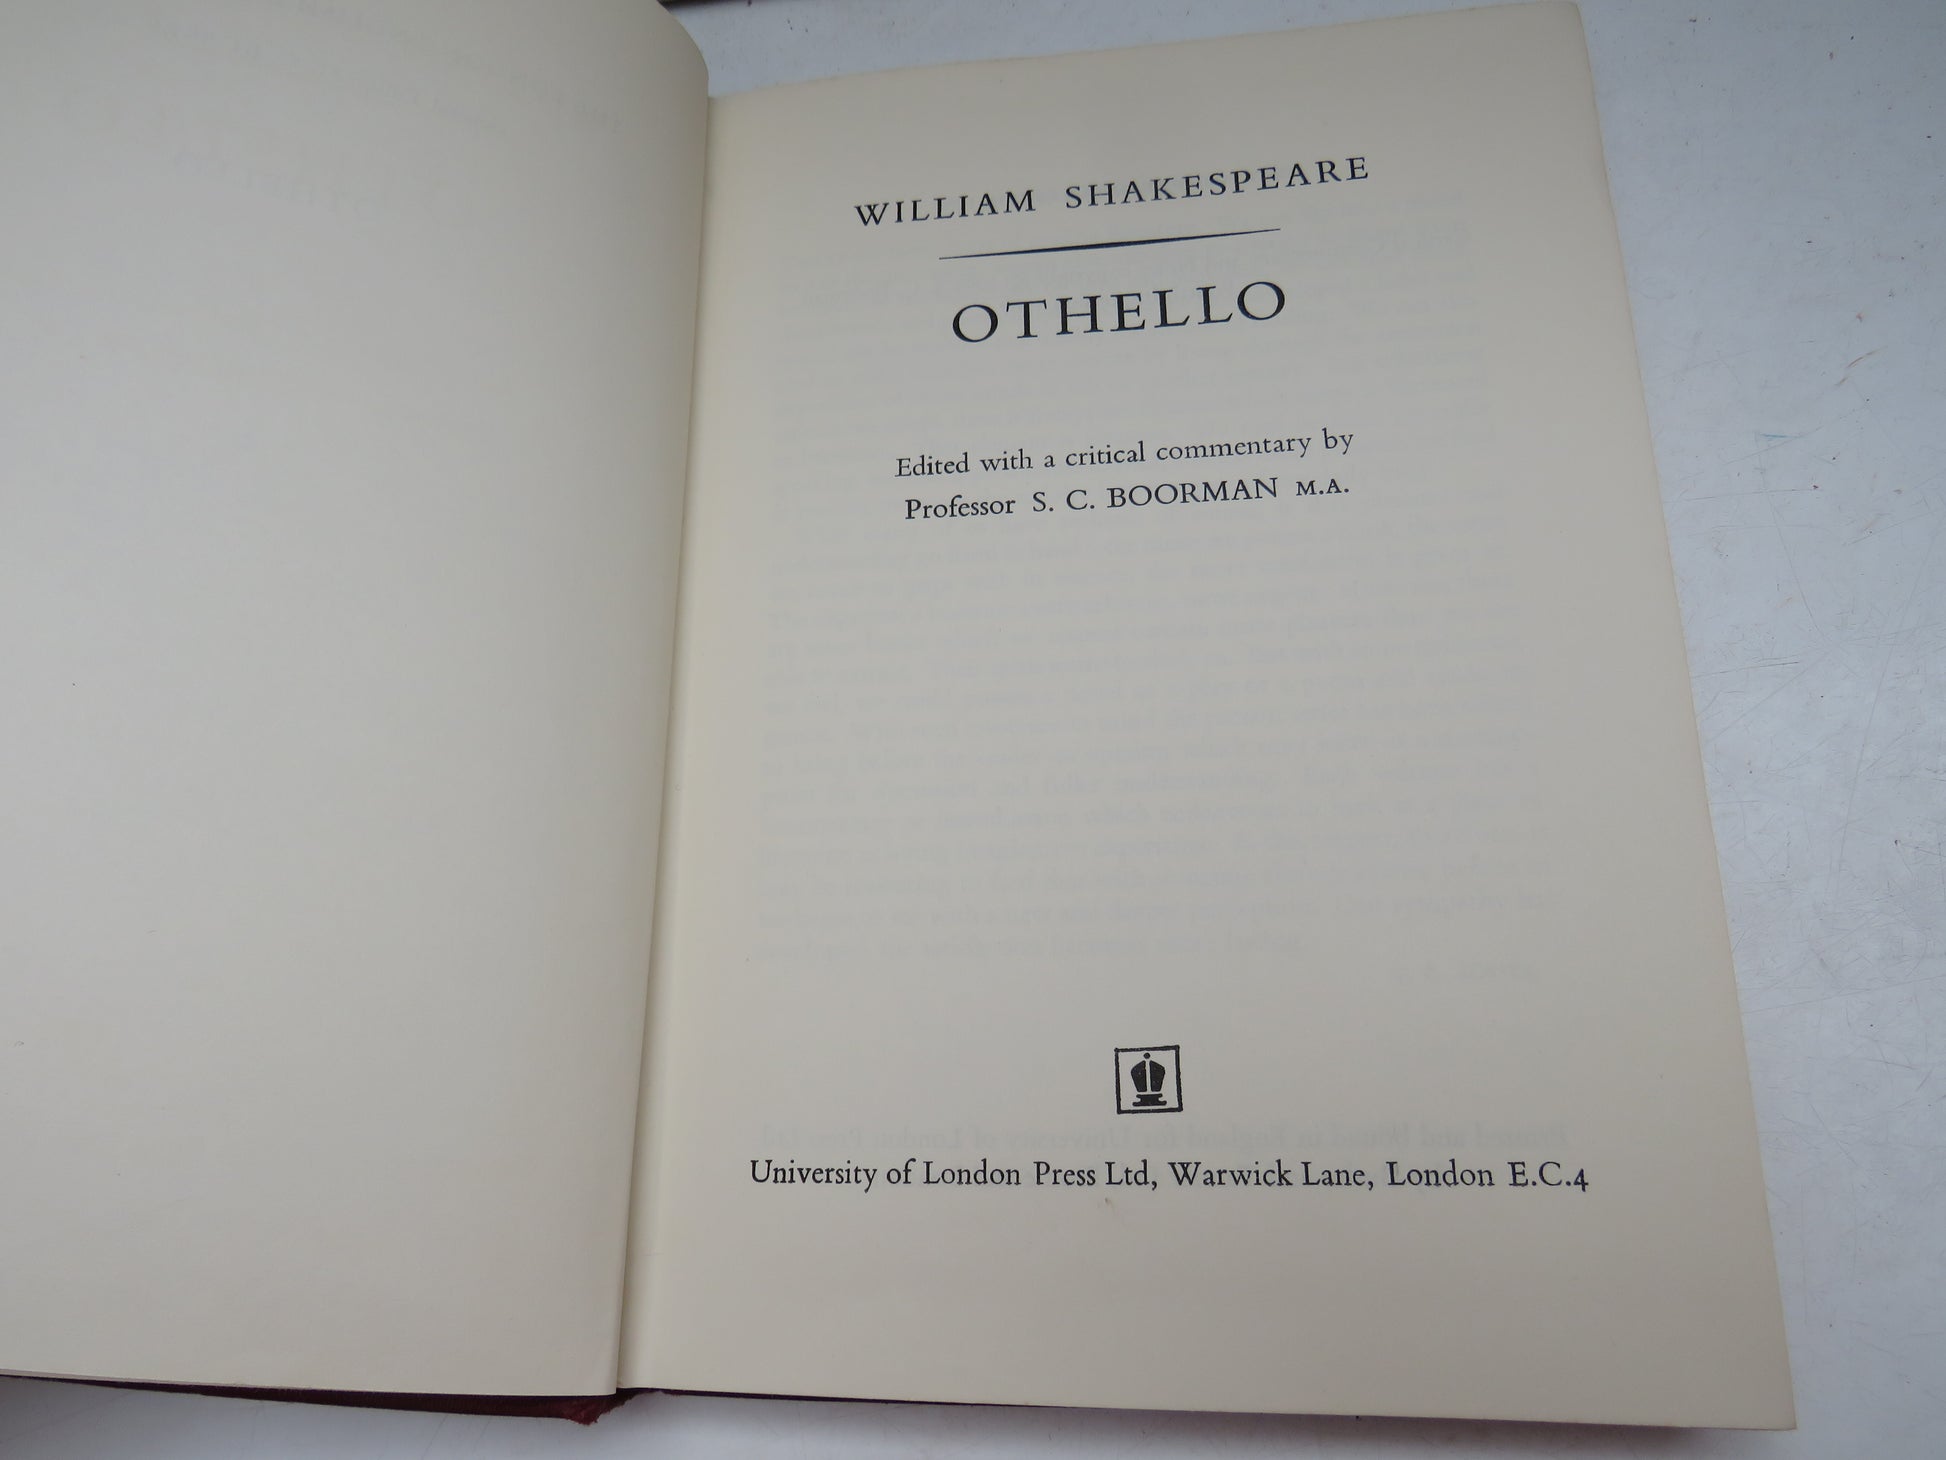 WILLIAM SHAKESPEARE
OTHELLO
Edited with a critical commentary by
Professor S. C. BOORMAN M.A.
University of London Press Ltd, Warwick Lane, London E.C.4